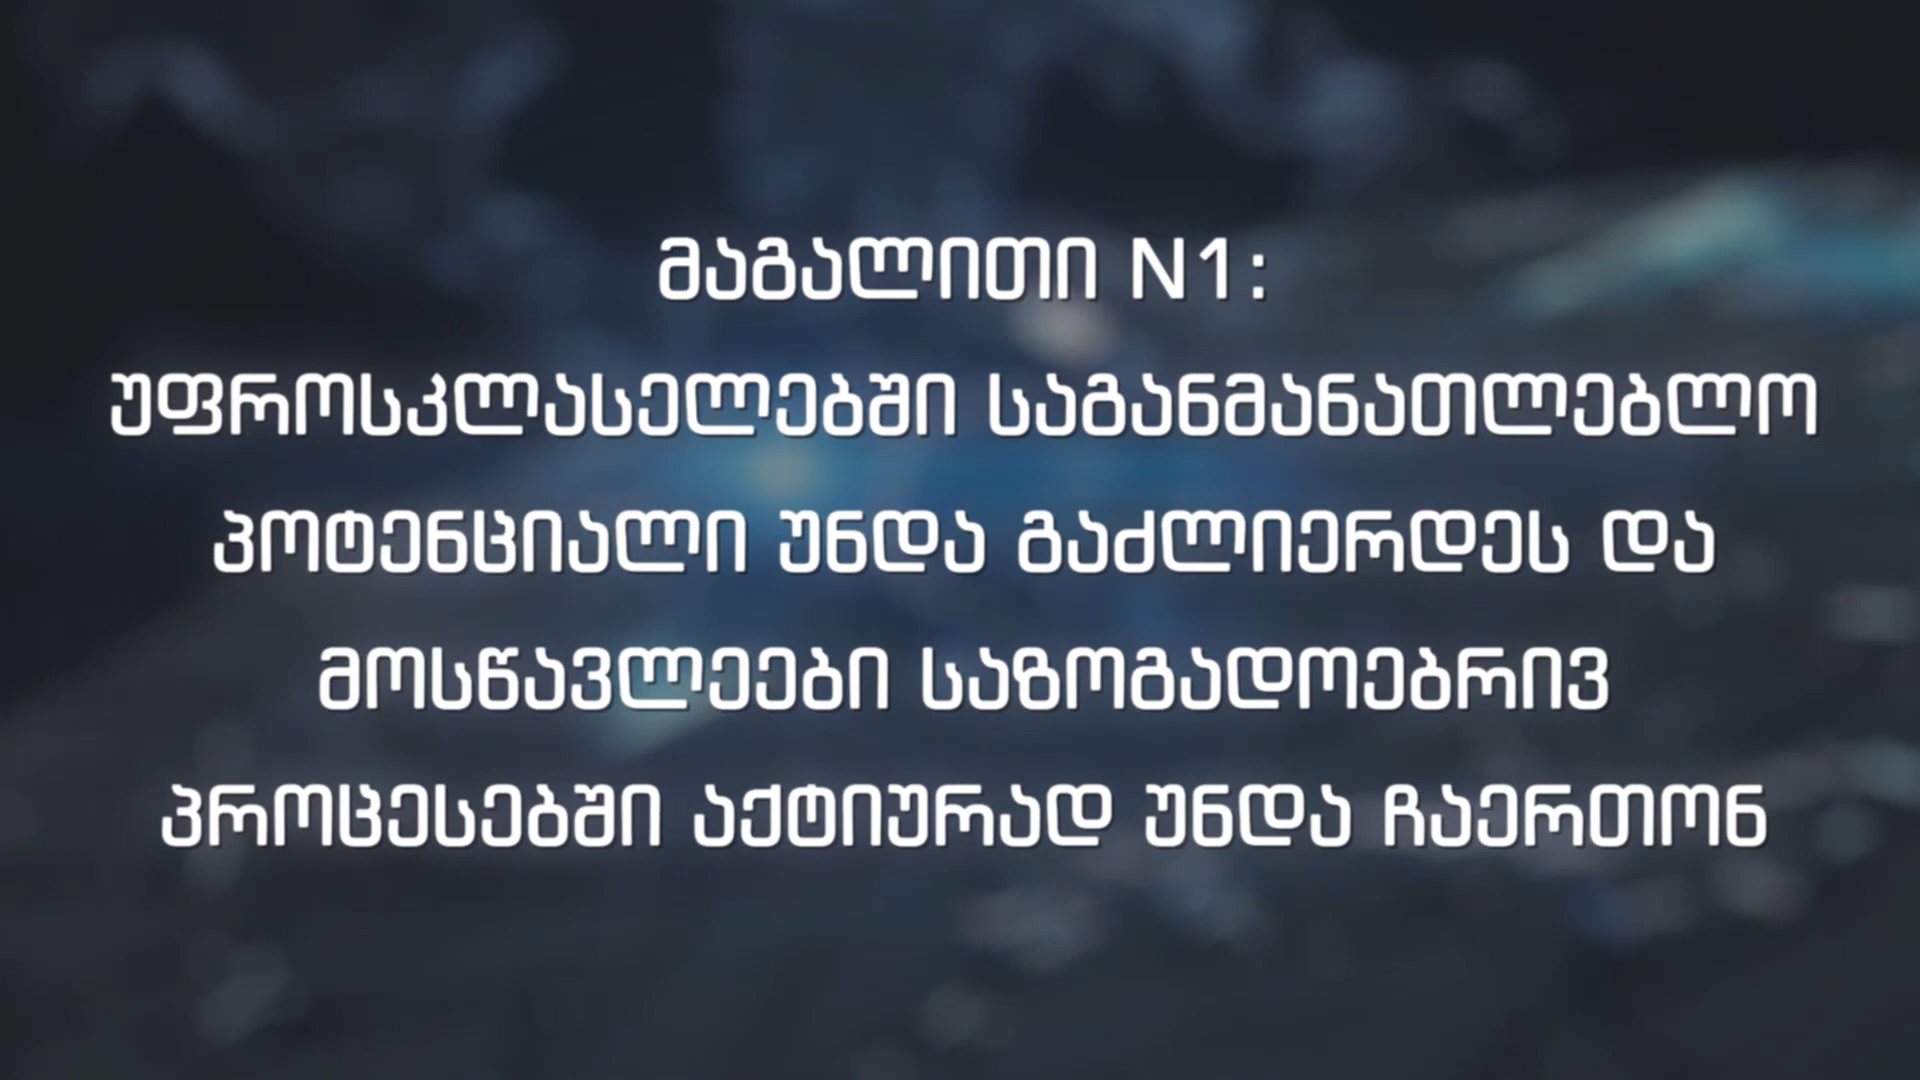 მაგალითი N1:
უფროსკლასელებში საგანმანათლებლო
პოტენციალი უნდა გაძლიერდეს და
მოსწავლეები საზოგადოებრივ
პროცესებში აქტიურად უნდა ჩაერთონ